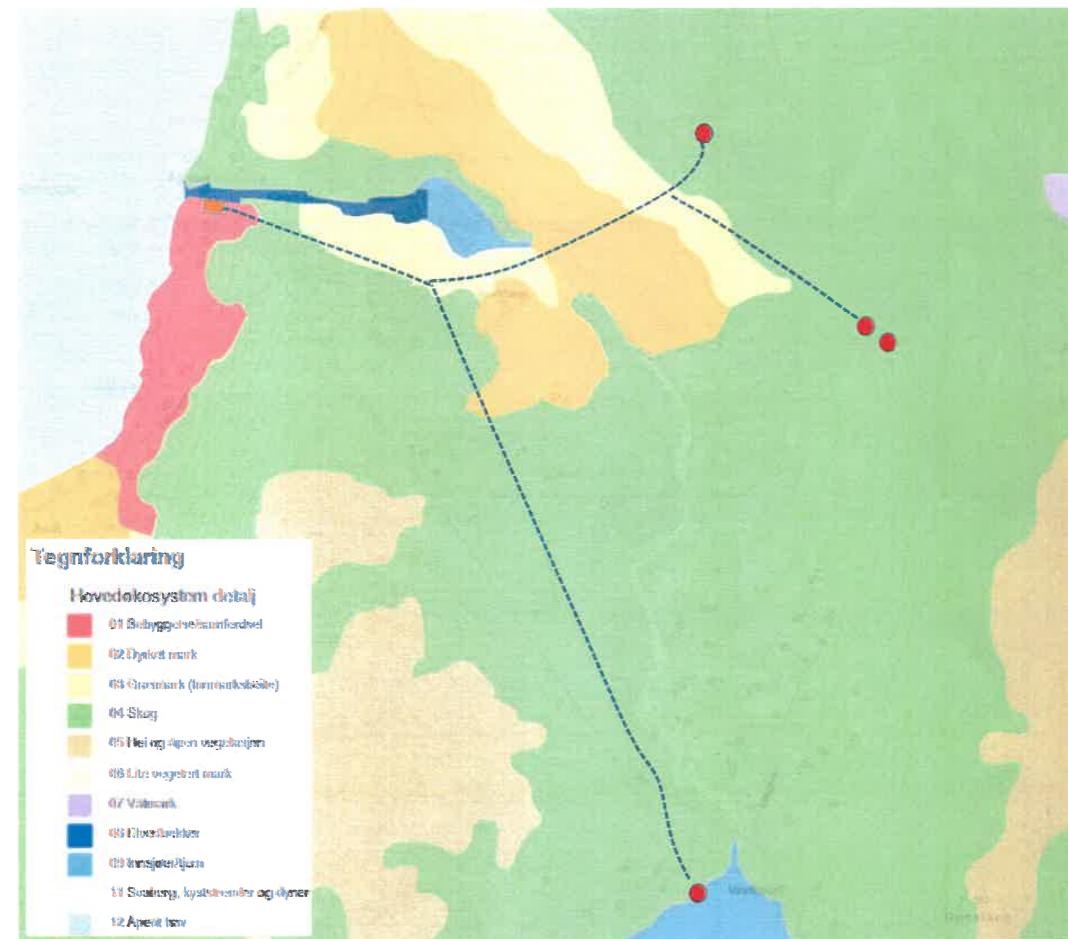 Tegnforklaring
Hovedøkosystem detalj
01 Bebyggelse/samferdsel
02 Dyrket mark
03 Grasmark (innmarksbeite)
04 Skog
05 Hei og åpen vegetasjon
06 Lite vegetert mark
07 Våtmark
08 Elver/bekker
09 Innsjøer/tjern
11 Svaberg, kyststrender og dyner
12 Åpent hav